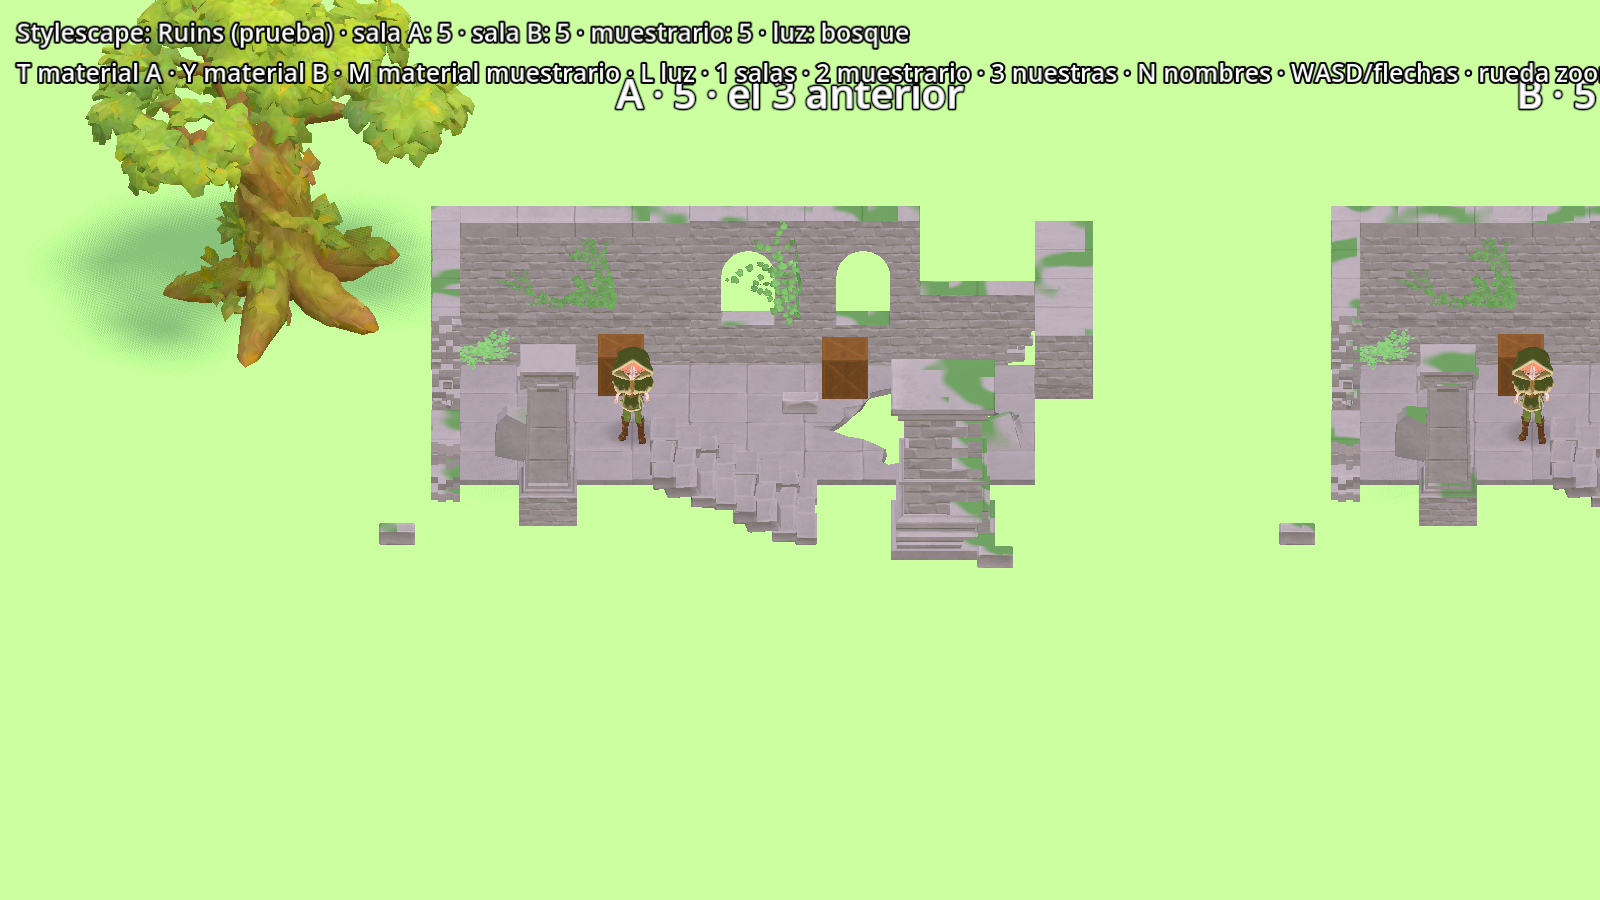 Stylescape: Ruins (prueba) · sala A: 5 · sala B: 5 · muestrario: 5 · luz: bosque
T material A · Y material B · M material muestrario · L luz · 1 salas · 2 muestrario · 3 nuestras · N nombres · WASD/flechas · rueda zoo
A · 5 · el 3 anterior
B · 5